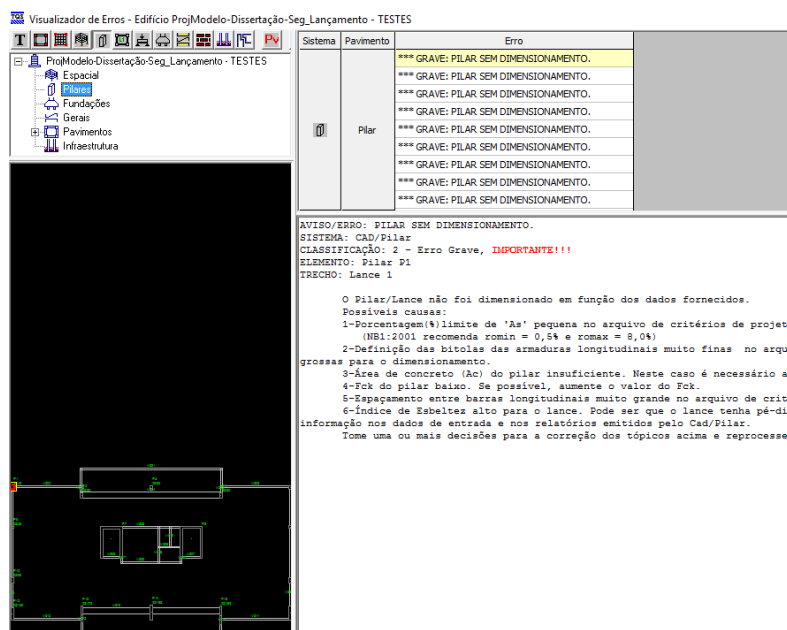 Visualizador de Erros - Edifício ProjModelo-Dissertação-Seg_Lançamento - TESTES
ProjModelo-Dissertação-Seg_Lançamento - TESTES
Espacial
Pilares
Fundações
Gerais
Pavimentos
Infraestrutura
Sistema Pavimento Erro
*** GRAVE: PILAR SEM DIMENSIONAMENTO.
*** GRAVE: PILAR SEM DIMENSIONAMENTO.
*** GRAVE: PILAR SEM DIMENSIONAMENTO.
*** GRAVE: PILAR SEM DIMENSIONAMENTO.
Pilar *** GRAVE: PILAR SEM DIMENSIONAMENTO.
*** GRAVE: PILAR SEM DIMENSIONAMENTO.
*** GRAVE: PILAR SEM DIMENSIONAMENTO.
*** GRAVE: PILAR SEM DIMENSIONAMENTO.
*** GRAVE: PILAR SEM DIMENSIONAMENTO.
AVISO/ERRO: PILAR SEM DIMENSIONAMENTO.
SISTEMA: CAD/Pilar
CLASSIFICAÇÃO: 2 - Erro Grave, IMPORTANTE!!!
ELEMENTO: Pilar P1
TRECHO: Lance 1
O Pilar/Lance não foi dimensionado em função dos dados fornecidos.
Possíveis causas:
1-Porcentagem(%)limite de 'As' pequena no arquivo de critérios de projet
(NB1:2001 recomenda romin = 0,5% e romax = 8,0%)
2-Definição das bitolas das armaduras longitudinais muito finas no arqu
grossas para o dimensionamento.
3-Área de concreto (Ac) do pilar insuficiente. Neste caso é necessário a
4-Fck do pilar baixo. Se possível, aumente o valor do Fck.
5-Espaçamento entre barras longitudinais muito grande no arquivo de crit
6-Índice de Esbeltez alto para o lance. Pode ser que o lance tenha pé-di
informação nos dados de entrada e nos relatórios emitidos pelo Cad/Pilar.
Tome uma ou mais decisões para a correção dos tópicos acima e reprocesse